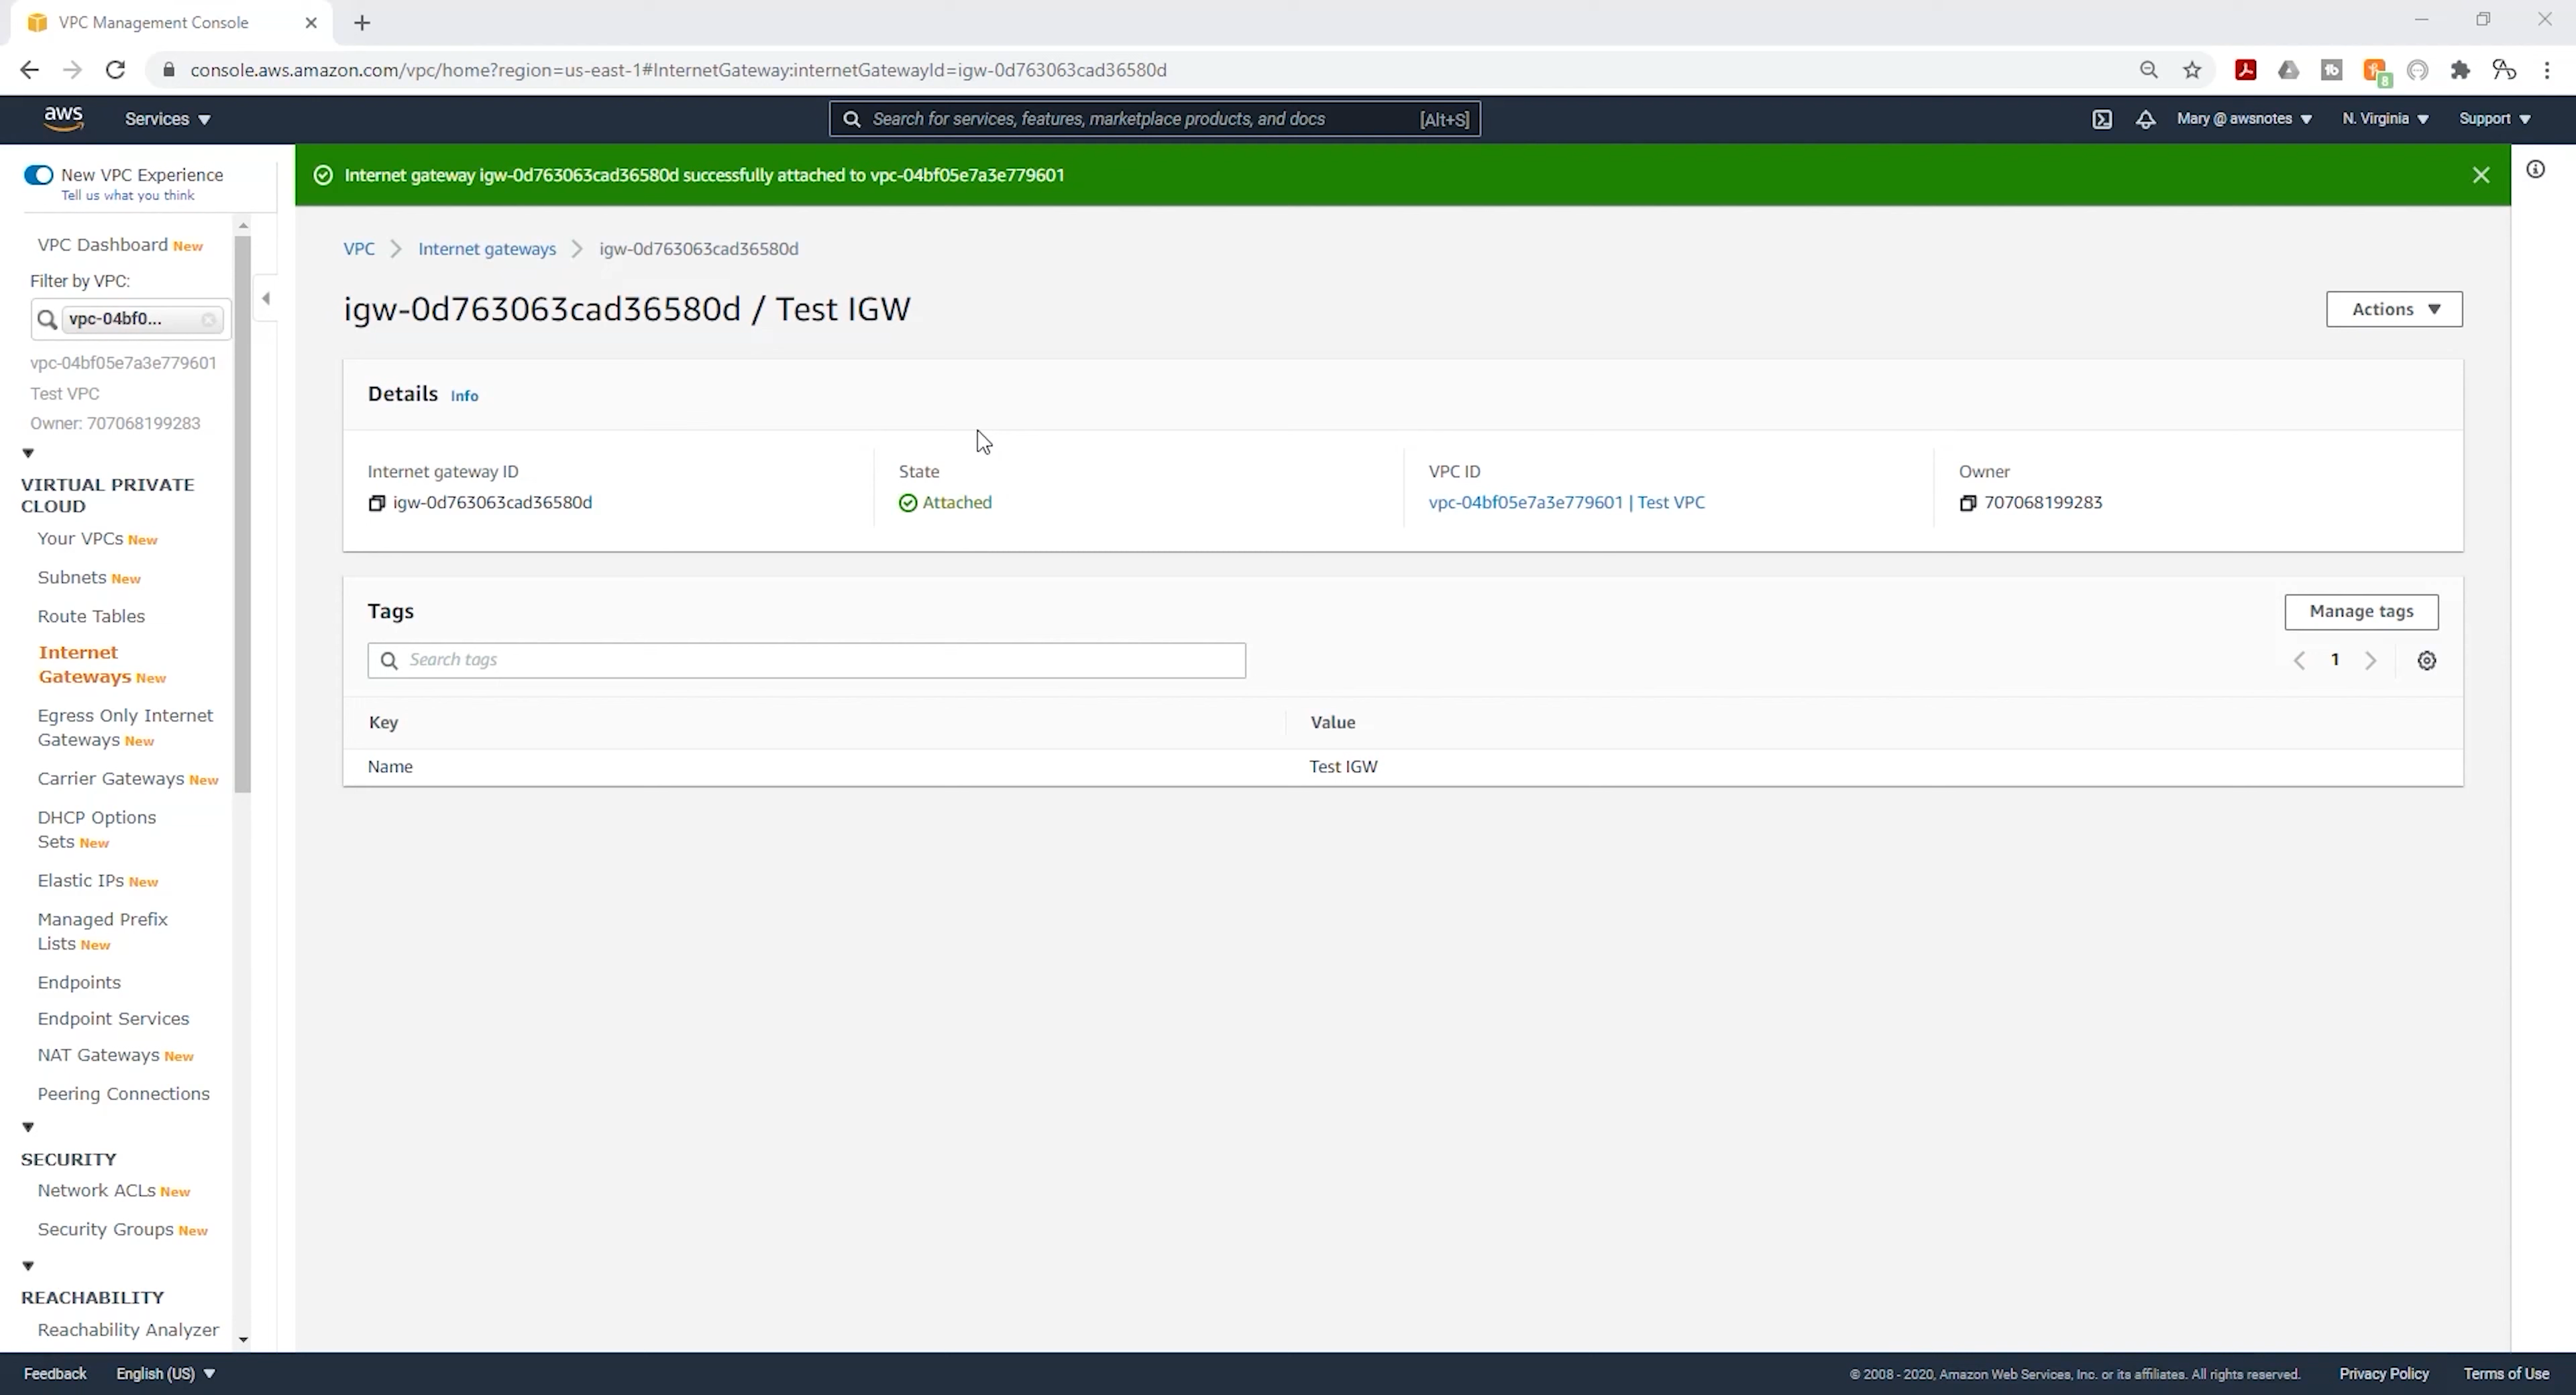 VPC Management Console
console.aws.amazon.com/vpc/home?region=us-east-1#InternetGateway:internetGatewayId=igw-0d763063cad36580d
8
aws Services Search for services, features, marketplace products, and docs [Alt+S] Mary @ awsnotes N. Virginia Support
New VPC Experience
Tell us what you think
Internet gateway igw-0d763063cad36580d successfully attached to vpc-04bf05e7a3e779601
VPC Dashboard New
Filter by VPC:
vpc-04bf0...
vpc-04bf05e7a3e779601
Test VPC
Owner: 707068199283
VIRTUAL PRIVATE
CLOUD
Your VPCs New
Subnets New
Route Tables
Internet
Gateways New
Egress Only Internet
Gateways New
Carrier Gateways New
DHCP Options
Sets New
Elastic IPs New
Managed Prefix
Lists New
Endpoints
Endpoint Services
NAT Gateways New
Peering Connections
SECURITY
Network ACLs New
Security Groups New
REACHABILITY
Reachability Analyzer
VPC Internet gateways igw-0d763063cad36580d
igw-0d763063cad36580d / Test IGW Actions
Details Info
Internet gateway ID State VPC ID Owner
igw-0d763063cad36580d Attached vpc-04bf05e7a3e779601 | Test VPC 707068199283
Tags Manage tags
Search tags 1
Key Value
Name Test IGW
Feedback English (US) © 2008 - 2020, Amazon Web Services, Inc. or its affiliates. All rights reserved. Privacy Policy Terms of Use